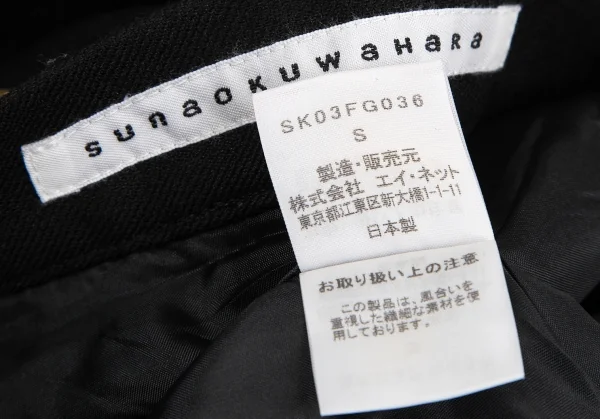 sunaokuwaHaRa
SK03FG036
S
製造・販売元
株式会社 エイ・ネット
東京都江東区新大橋1-1-11
日本製
お取り扱い上の注意
この製品は、風合いを
重視した繊細な素材を使
用しております。